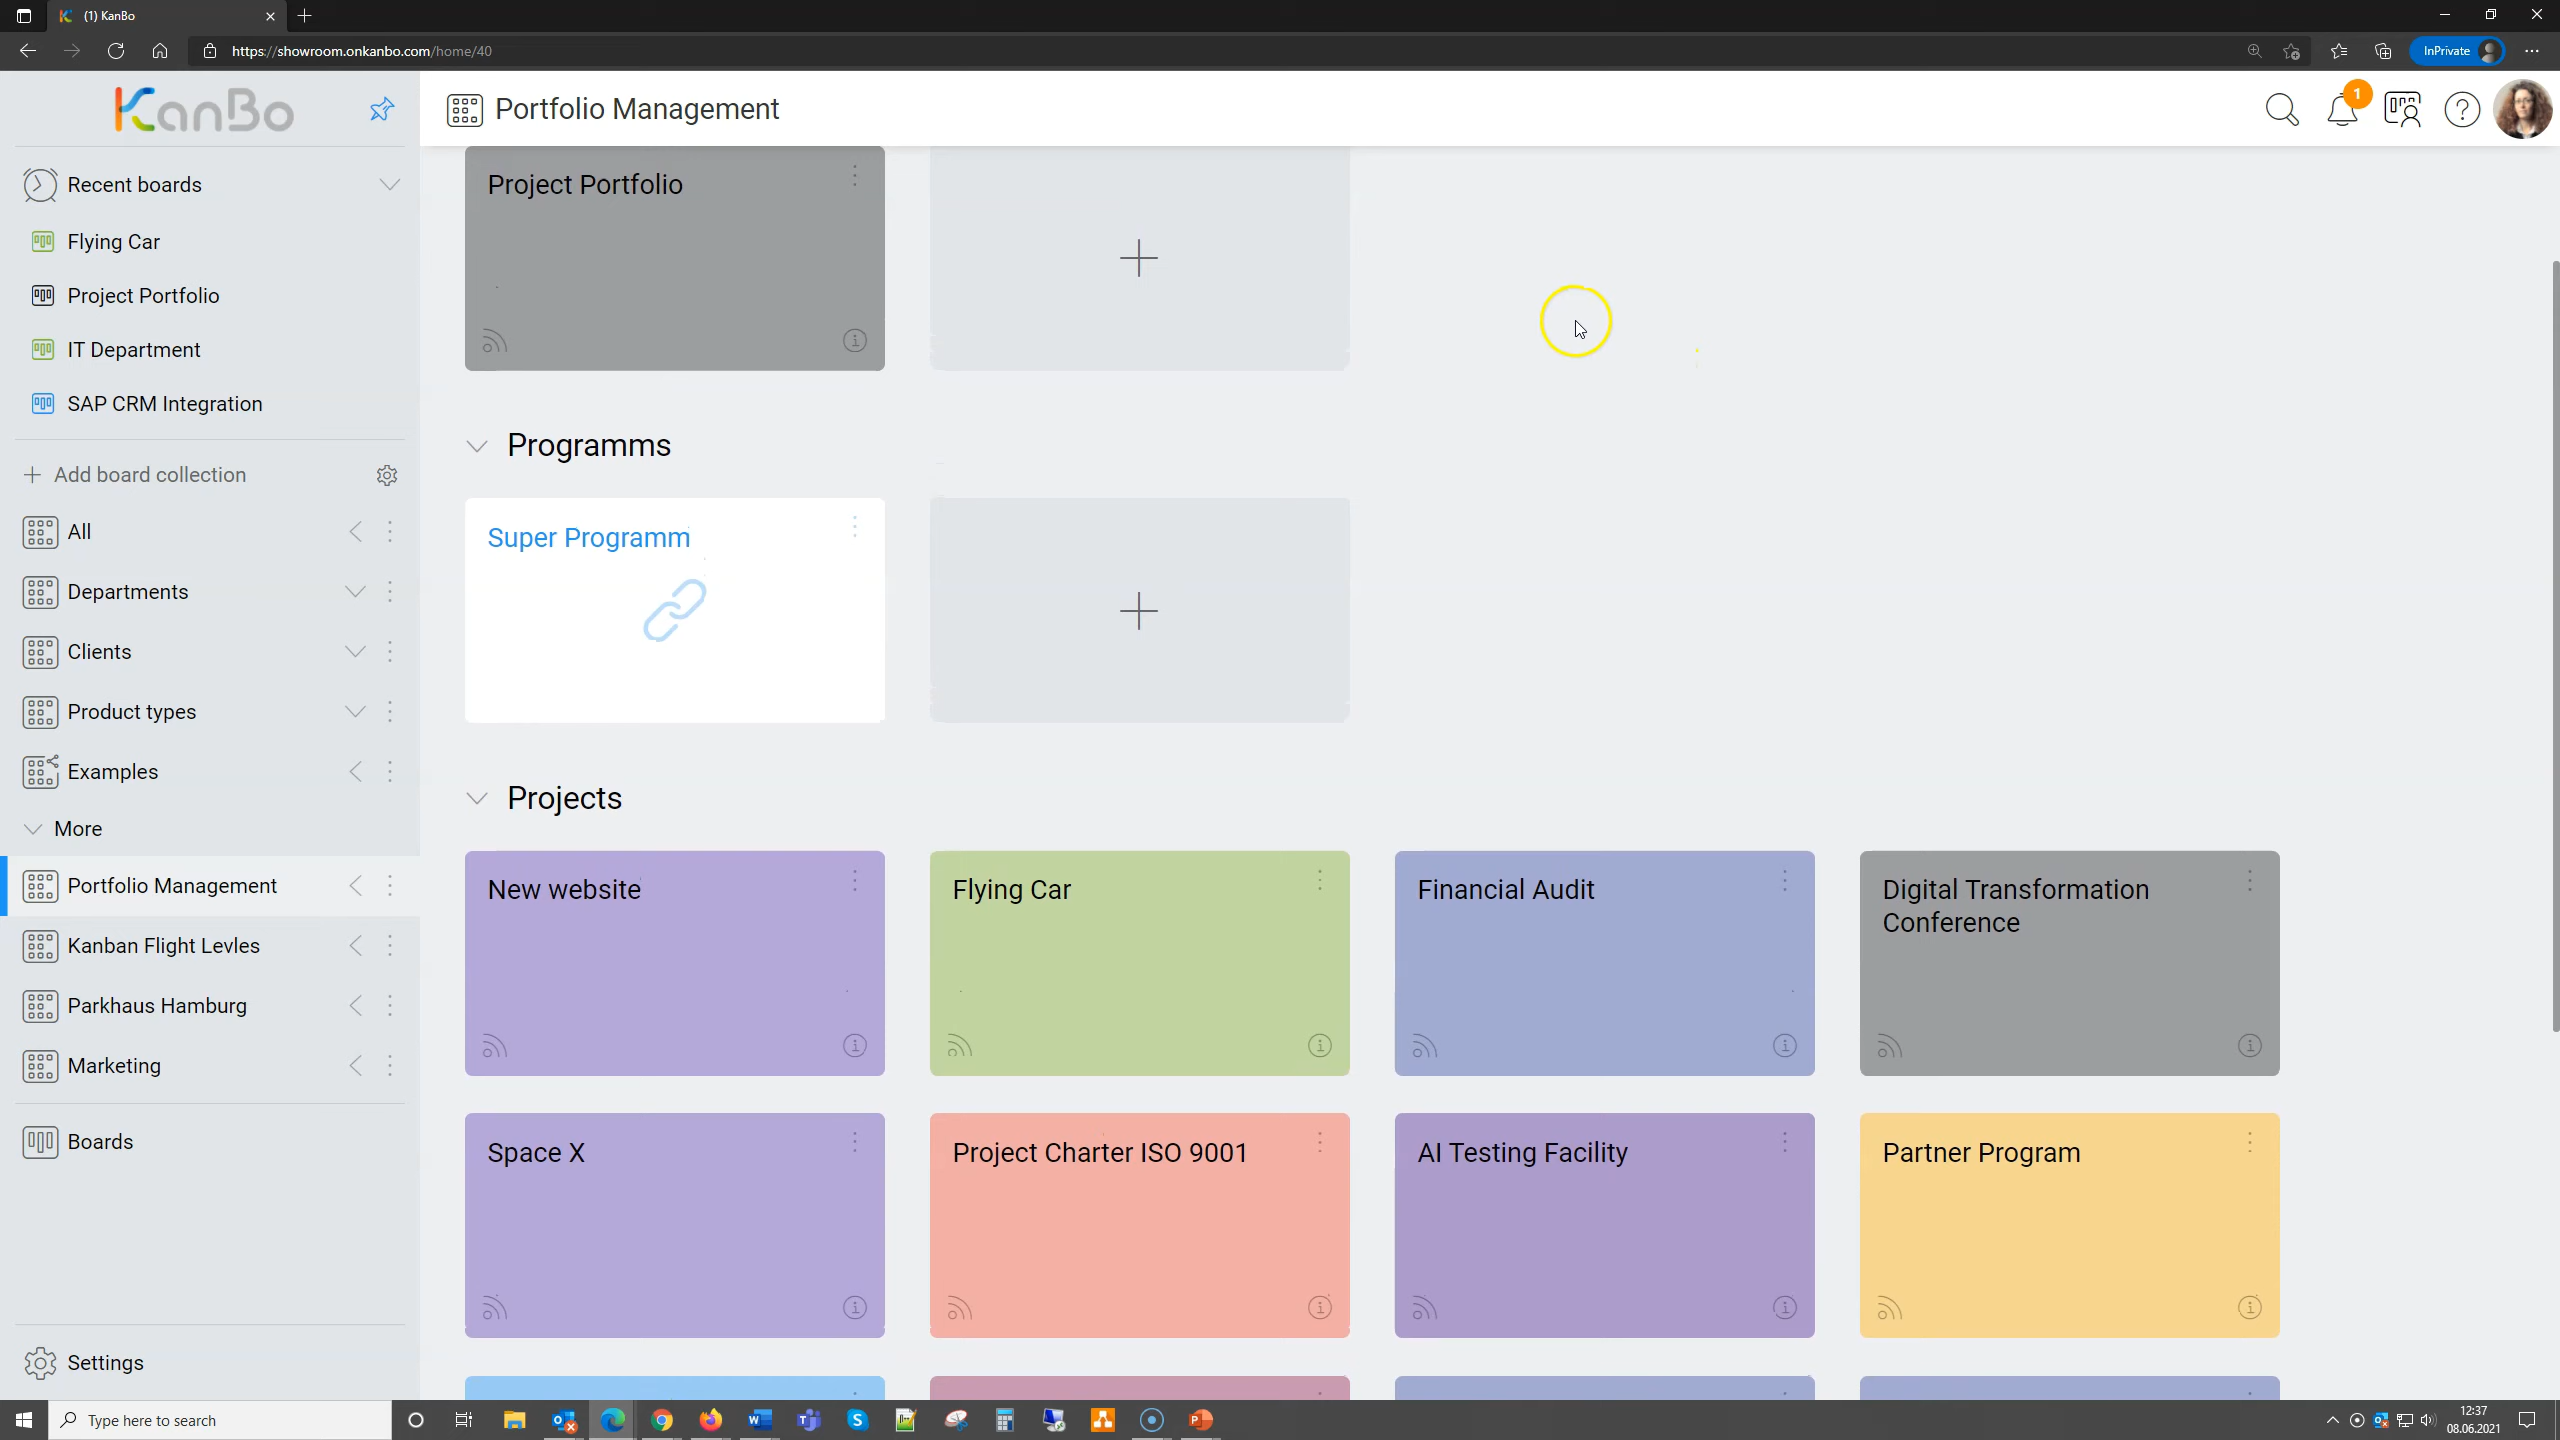 (1) KanBo
https://showroom.onkanbo.com/home/40
InPrivate
KanBo
Portfolio Management
1
Recent boards
Flying Car
Project Portfolio
IT Department
SAP CRM Integration
Add board collection
All
Departments
Clients
Product types
Examples
More
Portfolio Management
Kanban Flight Levles
Parkhaus Hamburg
Marketing
Boards
Settings
Project Portfolio
Programms
Super Programm
Projects
New website
Flying Car
Financial Audit
Digital Transformation
Conference
Space X
Project Charter ISO 9001
AI Testing Facility
Partner Program
Type here to search
12:37
08.06.2021